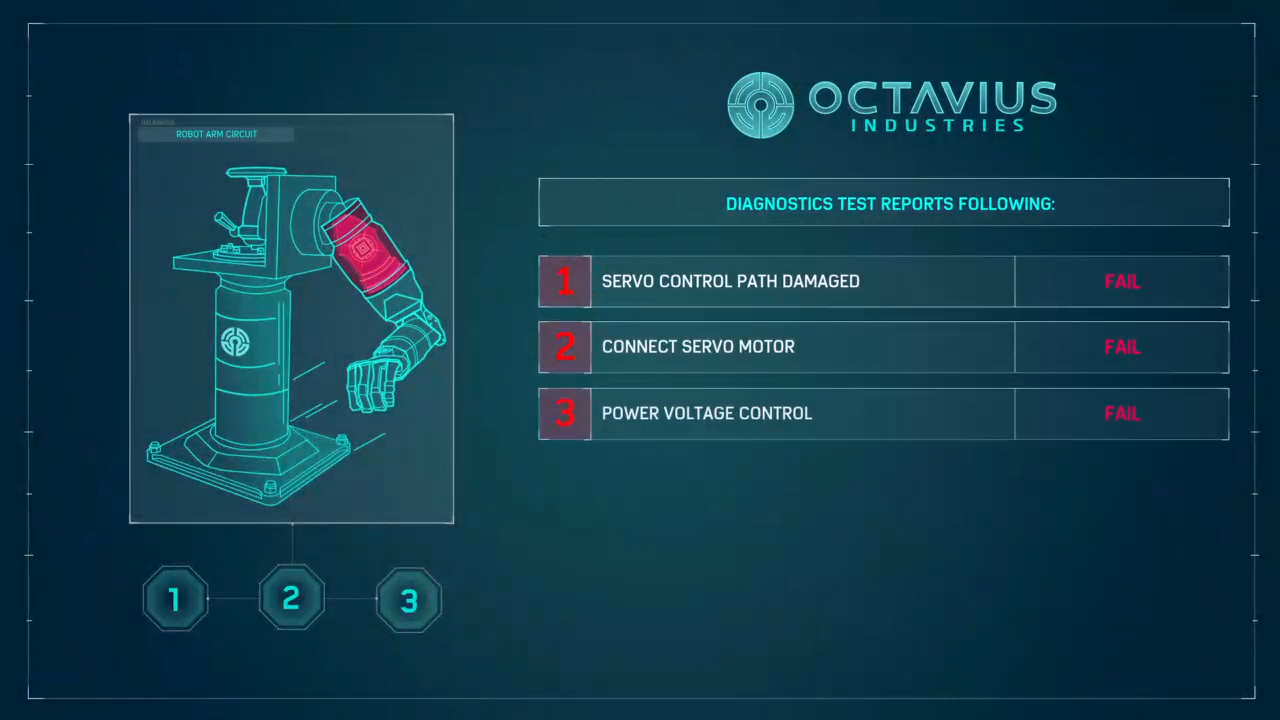 OCTAVIUS
INDUSTRIES
ROBOT ARM CIRCUIT
DIAGNOSTICS TEST REPORTS FOLLOWING:
1 SERVO CONTROL PATH DAMAGED FAIL
2 CONNECT SERVO MOTOR FAIL
3 POWER VOLTAGE CONTROL FAIL
1 2 3